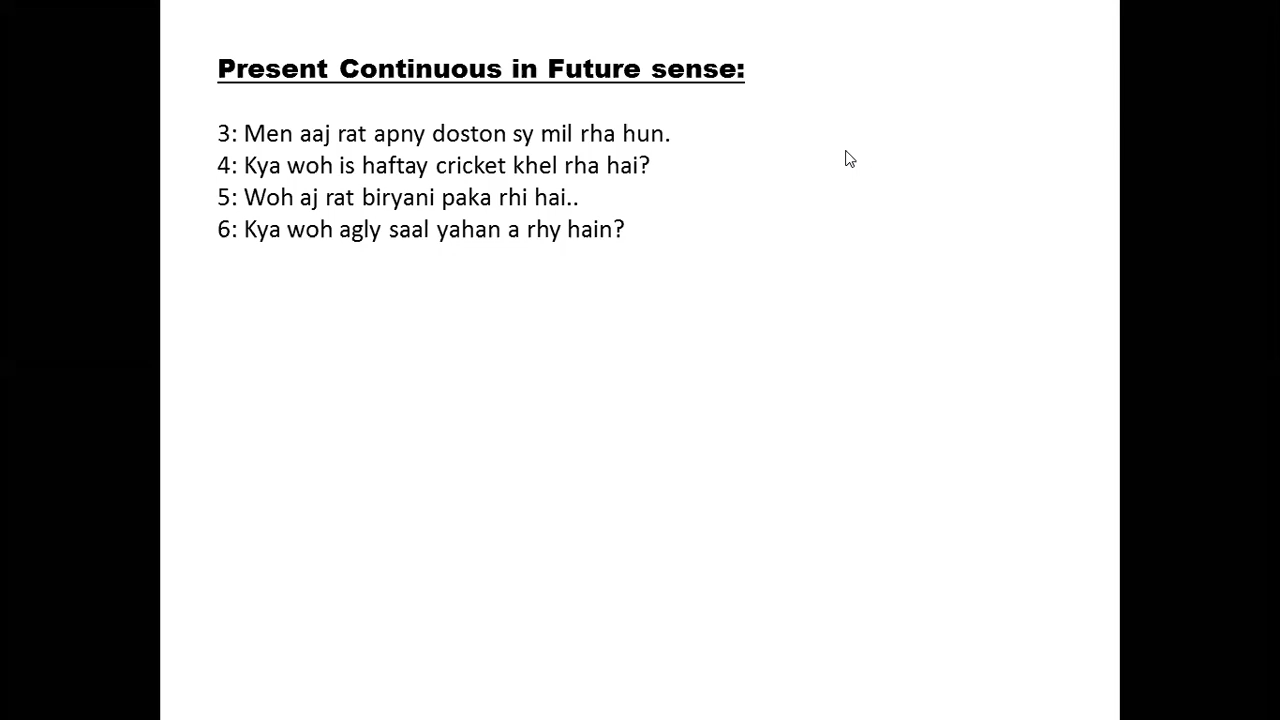 Present Continuous in Future sense:
3: Men aaj rat apny doston sy mil rha hun.
4: Kya woh is haftay cricket khel rha hai?
5: Woh aj rat biryani paka rhi hai..
6: Kya woh agly saal yahan a rhy hain?